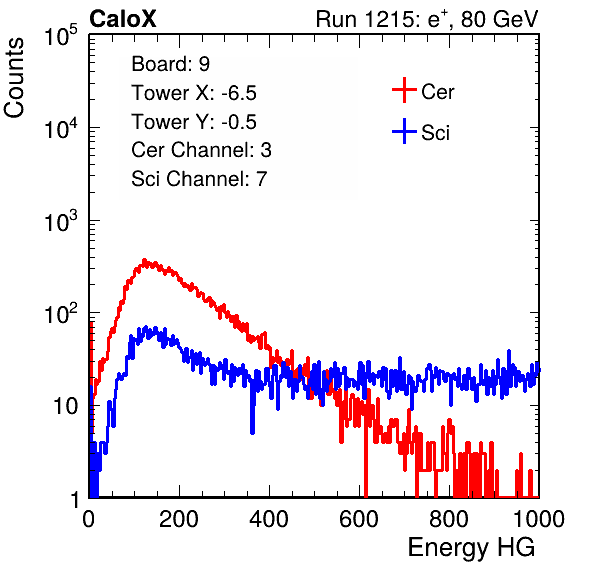 CaloX Run 1215: e+, 80 GeV
Counts
Board: 9
Tower X: -6.5
Tower Y: -0.5
Cer Channel: 3
Sci Channel: 7
Cer
Sci
10^5
10^4
10^3
10^2
10
1
0 200 400 600 800 1000
Energy HG